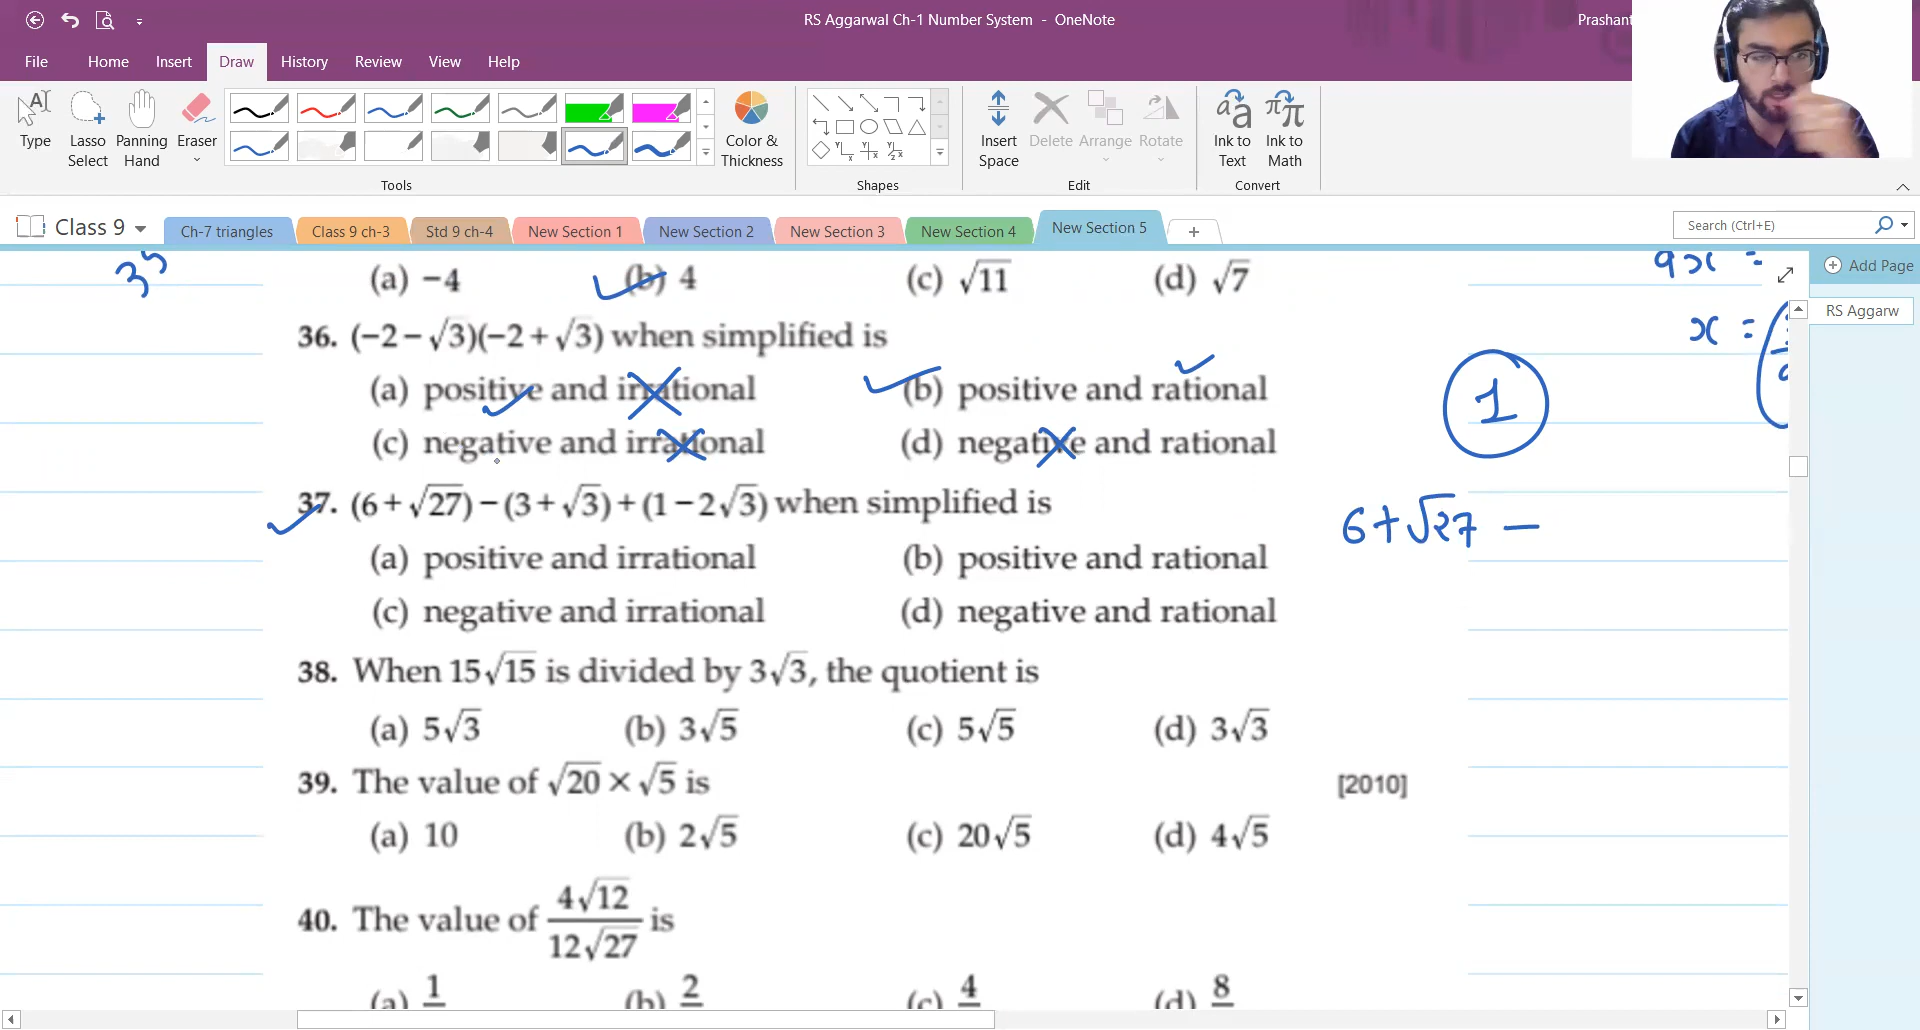 RS Aggarwal Ch-1 Number System - OneNote
Prashant
File Home Insert Draw History Review View Help
Type Lasso Select Panning Hand Eraser Color & Thickness Insert Space Delete Arrange Rotate Ink to Text Ink to Math
Tools Shapes Edit Convert
Class 9 Ch-7 triangles Class 9 ch-3 Std 9 ch-4 New Section 1 New Section 2 New Section 3 New Section 4 New Section 5 + Search (Ctrl+E)
Add Page
RS Aggarw
(a) −4 (b) 4 (c) √11 (d) √7
x =
36. (−2 − √3)(−2 + √3) when simplified is
(a) positive and irrational (b) positive and rational
1
(c) negative and irrational (d) negative and rational
37. (6 + √27) − (3 + √3) + (1 − 2√3) when simplified is
6 + √27 −
(a) positive and irrational (b) positive and rational
(c) negative and irrational (d) negative and rational
38. When 15√15 is divided by 3√3, the quotient is
(a) 5√3 (b) 3√5 (c) 5√5 (d) 3√3
39. The value of √20 × √5 is [2010]
(a) 10 (b) 2√5 (c) 20√5 (d) 4√5
40. The value of 4√12/12√27 is
(a) 1 (b) 2 (c) 4 (d) 8